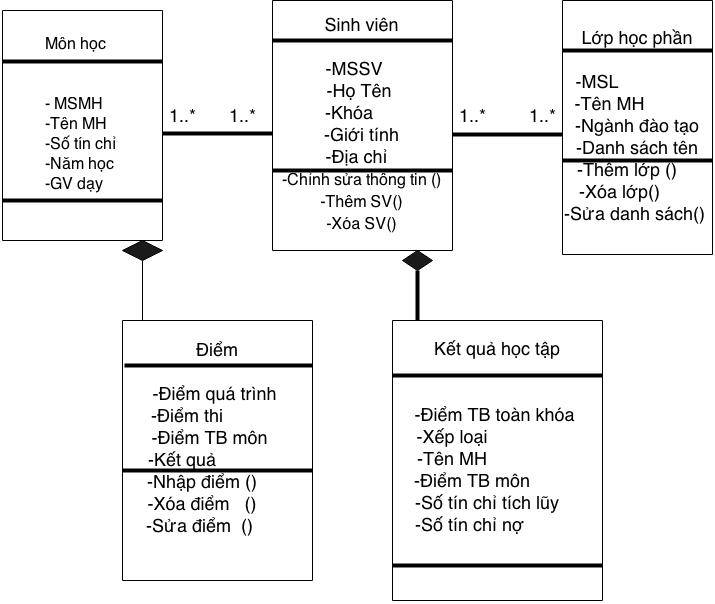 Môn học
- MSMH
-Tên MH
-Số tín chỉ
-Năm học
-GV dạy
1..* 1..*
Sinh viên
-MSSV
-Họ Tên
-Khóa
-Giới tính
-Địa chỉ
-Chỉnh sửa thông tin ()
-Thêm SV()
-Xóa SV()
1..* 1..*
Lớp học phần
-MSL
-Tên MH
-Ngành đào tạo
-Danh sách tên
-Thêm lớp ()
-Xóa lớp()
-Sửa danh sách()
Điểm
-Điểm quá trình
-Điểm thi
-Điểm TB môn
-Kết quả
-Nhập điểm ()
-Xóa điểm ()
-Sửa điểm ()
Kết quả học tập
-Điểm TB toàn khóa
-Xếp loại
-Tên MH
-Điểm TB môn
-Số tín chỉ tích lũy
-Số tín chỉ nợ